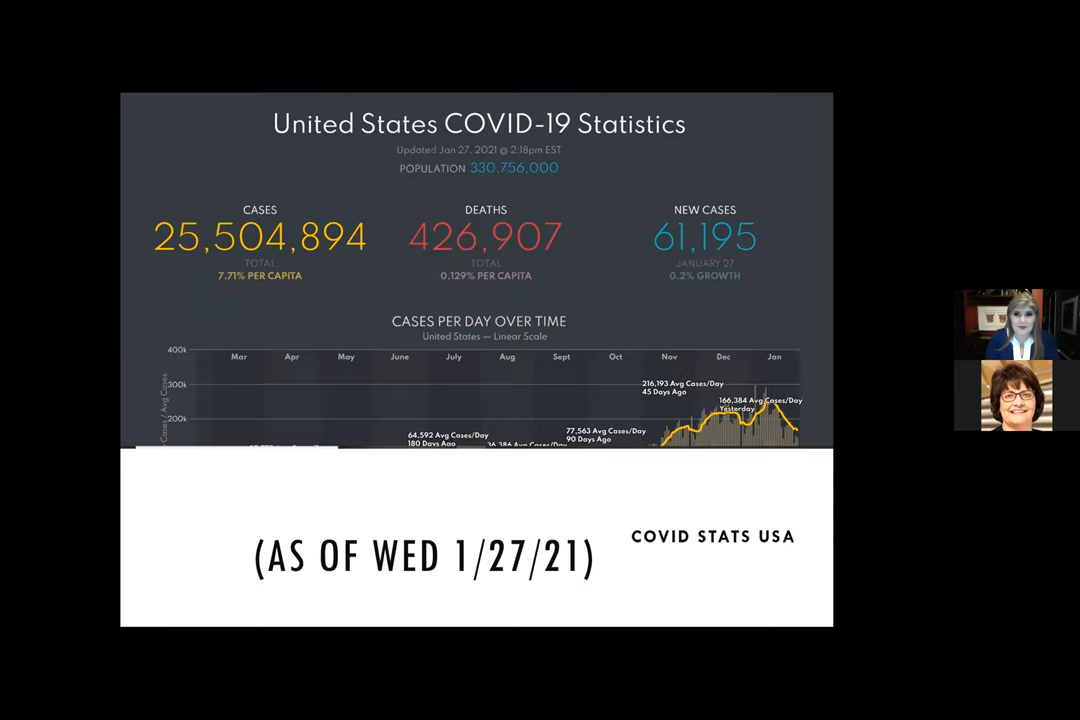 United States COVID-19 Statistics
Updated Jan 27, 2021 @ 2:18pm EST
POPULATION 330,756,000
CASES DEATHS NEW CASES
25,504,894 426,907 61,195
TOTAL TOTAL JANUARY 27
7.71% PER CAPITA 0.129% PER CAPITA 0.2% GROWTH
CASES PER DAY OVER TIME
United States — Linear Scale
400k Mar Apr May June July Aug Sept Oct Nov Dec Jan
300k
216,193 Avg Cases/Day
45 Days Ago
166,384 Avg Cases/Day
Yesterday
200k
64,592 Avg Cases/Day
180 Days Ago
77,563 Avg Cases/Day
90 Days Ago
Cases / Avg Cases
(AS OF WED 1/27/21)
COVID STATS USA